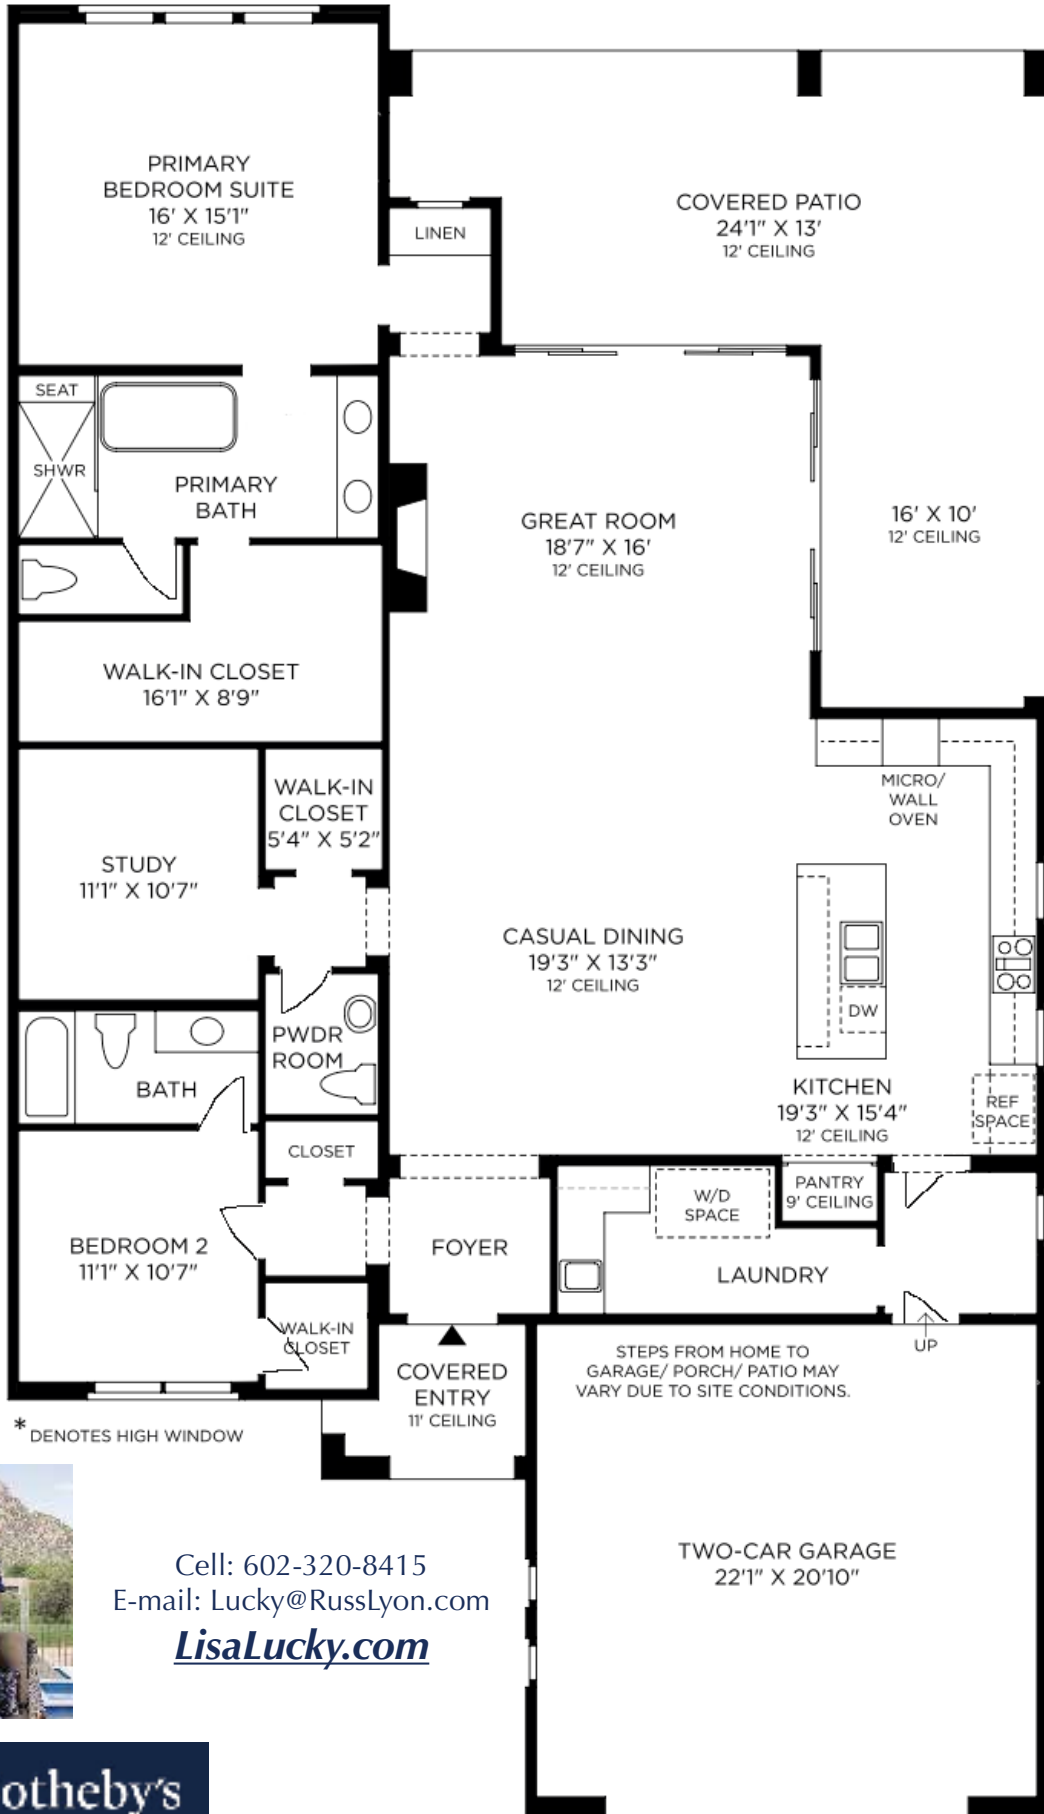 PRIMARY
BEDROOM SUITE
16' X 15'1"
12' CEILING
COVERED PATIO
24'1" X 13'
12' CEILING
LINEN
SEAT
SHWR
PRIMARY
BATH
GREAT ROOM
18'7" X 16'
12' CEILING
16' X 10'
12' CEILING
WALK-IN CLOSET
16'1" X 8'9"
WALK-IN
CLOSET
5'4" X 5'2"
MICRO/
WALL
OVEN
STUDY
11'1" X 10'7"
CASUAL DINING
19'3" X 13'3"
12' CEILING
DW
PWDR
ROOM
BATH
KITCHEN
19'3" X 15'4"
12' CEILING
REF
SPACE
CLOSET
W/D
SPACE
PANTRY
9' CEILING
BEDROOM 2
11'1" X 10'7"
FOYER
LAUNDRY
WALK-IN
CLOSET
COVERED
ENTRY
11' CEILING
STEPS FROM HOME TO
GARAGE/ PORCH/ PATIO MAY
VARY DUE TO SITE CONDITIONS.
UP
* DENOTES HIGH WINDOW
TWO-CAR GARAGE
22'1" X 20'10"
Cell: 602-320-8415
E-mail: Lucky@RussLyon.com
LisaLucky.com
otheby's